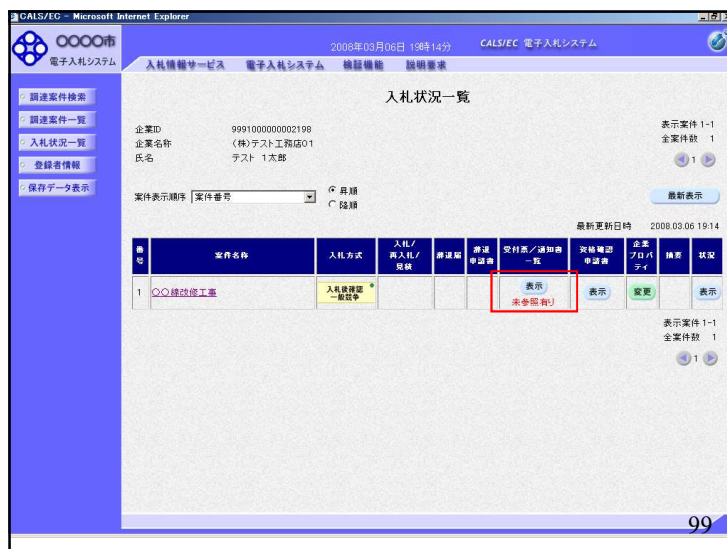 CALS/EC - Microsoft Internet Explorer
〇〇〇〇市
電子入札システム
2008年03月06日 19時14分
CALS/EC 電子入札システム
入札情報サービス 電子入札システム 検証機能 説明要求
調達案件検索
調達案件一覧
入札状況一覧
登録者情報
保存データ表示
入札状況一覧
企業ID 9991000000002198
企業名称 (株)テスト工務店01
氏名 テスト 1太郎
表示案件 1-1
全案件数 1
1
案件表示順序 案件番号
昇順
降順
最新表示
最新更新日時 2008.03.06 19:14
番号 案件名称 入札方式 入札/再入札/見積 辞退届 辞退申請書 受付票/通知書一覧 資格確認申請書 企業プロパティ 摘要 状況
1 〇〇線改修工事 入札後確認一般競争 表示 未参照有り 表示 変更 表示
表示案件 1-1
全案件数 1
1
99